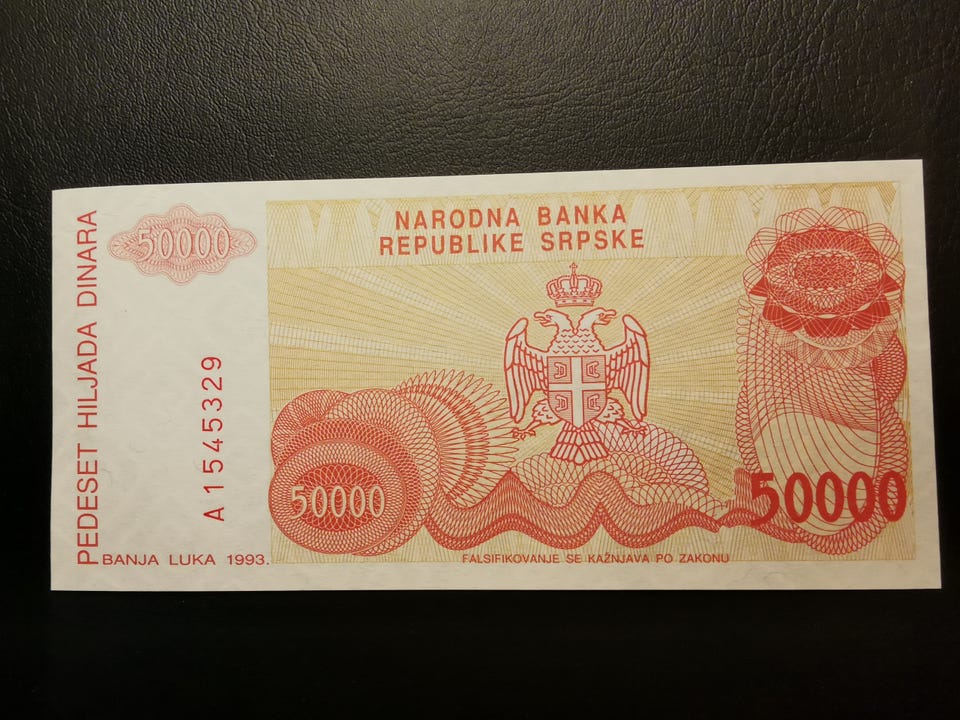 PEDESET HILJADA DINARA
50000
A 1545329
BANJA LUKA 1993.
NARODNA BANKA
REPUBLIKE SRPSKE
50000
50000
FALSIFIKOVANJE SE KAŽNJAVA PO ZAKONU